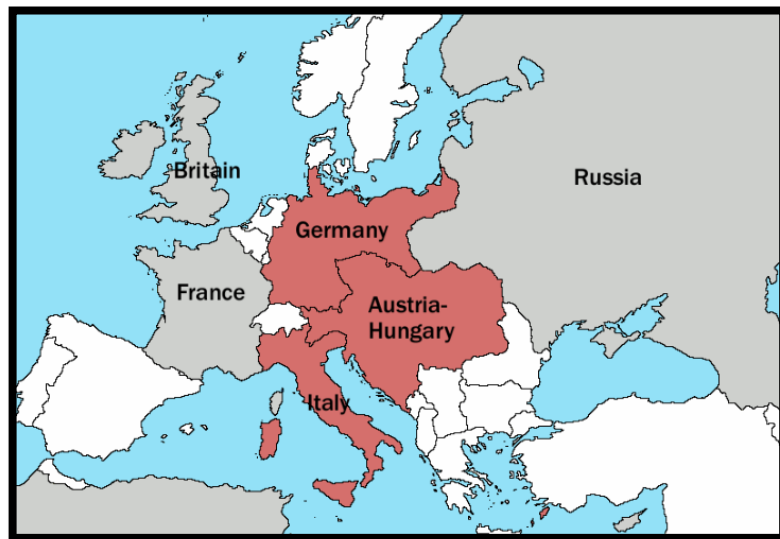 Britain
Russia
Germany
France
Austria-
Hungary
Italy